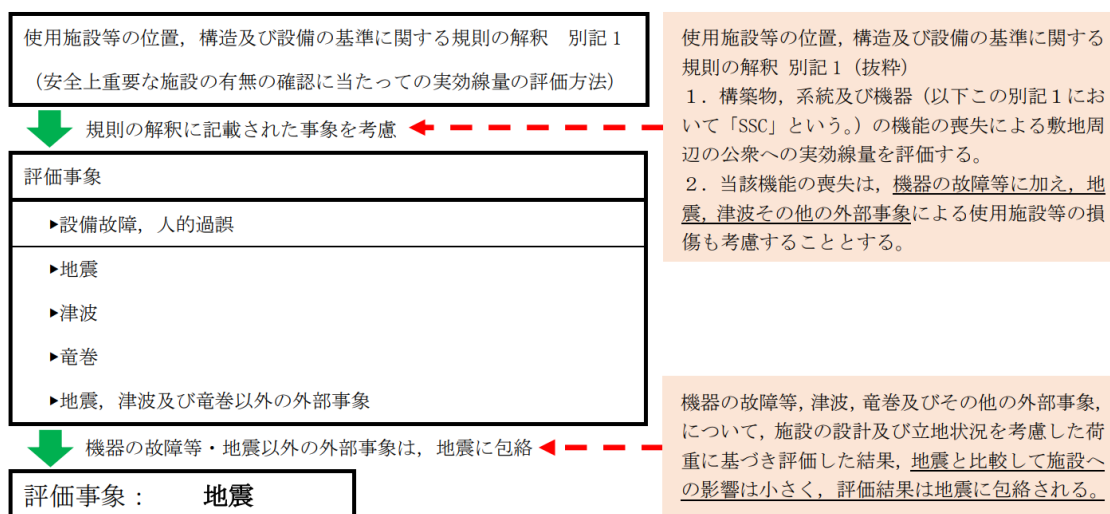 使用施設等の位置，構造及び設備の基準に関する規則の解釈　別記１
（安全上重要な施設の有無の確認に当たっての実効線量の評価方法）
規則の解釈に記載された事象を考慮
評価事象
▶設備故障，人的過誤
▶地震
▶津波
▶竜巻
▶地震，津波及び竜巻以外の外部事象
機器の故障等・地震以外の外部事象は，地震に包絡
評価事象：　　地震
使用施設等の位置，構造及び設備の基準に関する
規則の解釈 別記１（抜粋）
１．構築物，系統及び機器（以下この別記１にお
いて「SSC」という。）の機能の喪失による敷地周
辺の公衆への実効線量を評価する。
２．当該機能の喪失は，機器の故障等に加え，地
震，津波その他の外部事象による使用施設等の損
傷も考慮することとする。
機器の故障等，津波，竜巻及びその他の外部事象，
について，施設の設計及び立地状況を考慮した荷
重に基づき評価した結果，地震と比較して施設へ
の影響は小さく，評価結果は地震に包絡される。